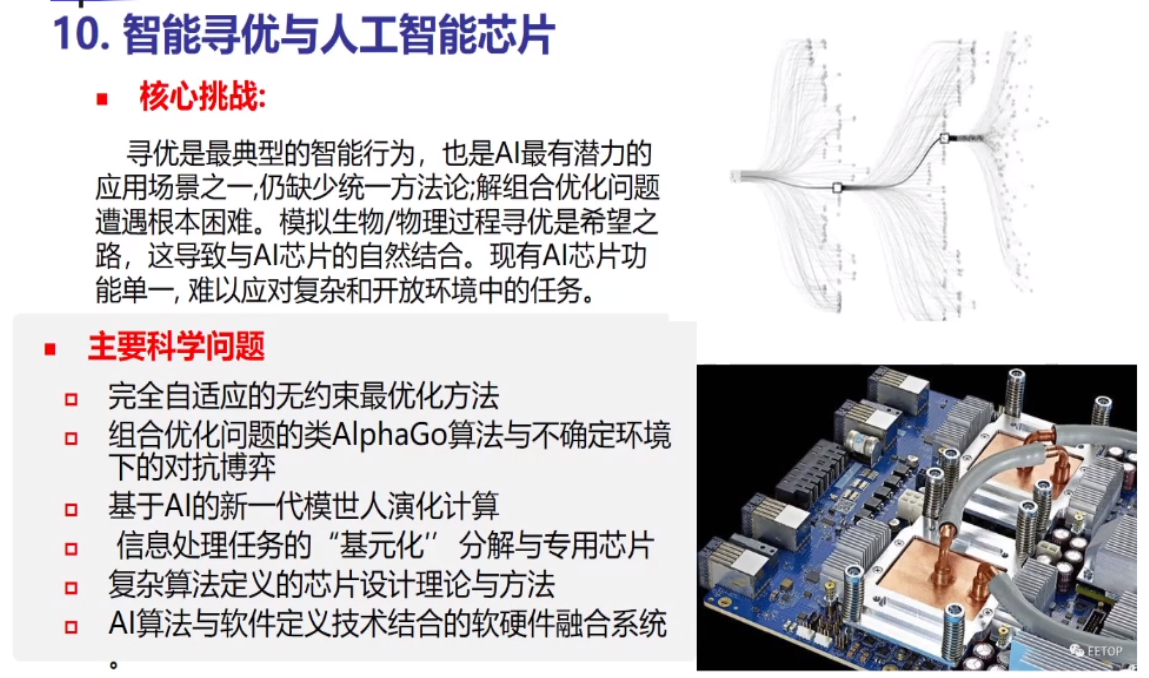 10. 智能寻优与人工智能芯片
核心挑战:
寻优是最典型的智能行为，也是AI最有潜力的
应用场景之一,仍缺少统一方法论;解组合优化问题
遭遇根本困难。模拟生物/物理过程寻优是希望之
路，这导致与AI芯片的自然结合。现有AI芯片功
能单一, 难以应对复杂和开放环境中的任务。
主要科学问题
完全自适应的无约束最优化方法
组合优化问题的类AlphaGo算法与不确定环境
下的对抗博弈
基于AI的新一代模世人演化计算
信息处理任务的“基元化’’ 分解与专用芯片
复杂算法定义的芯片设计理论与方法
AI算法与软件定义技术结合的软硬件融合系统
。
EETOP